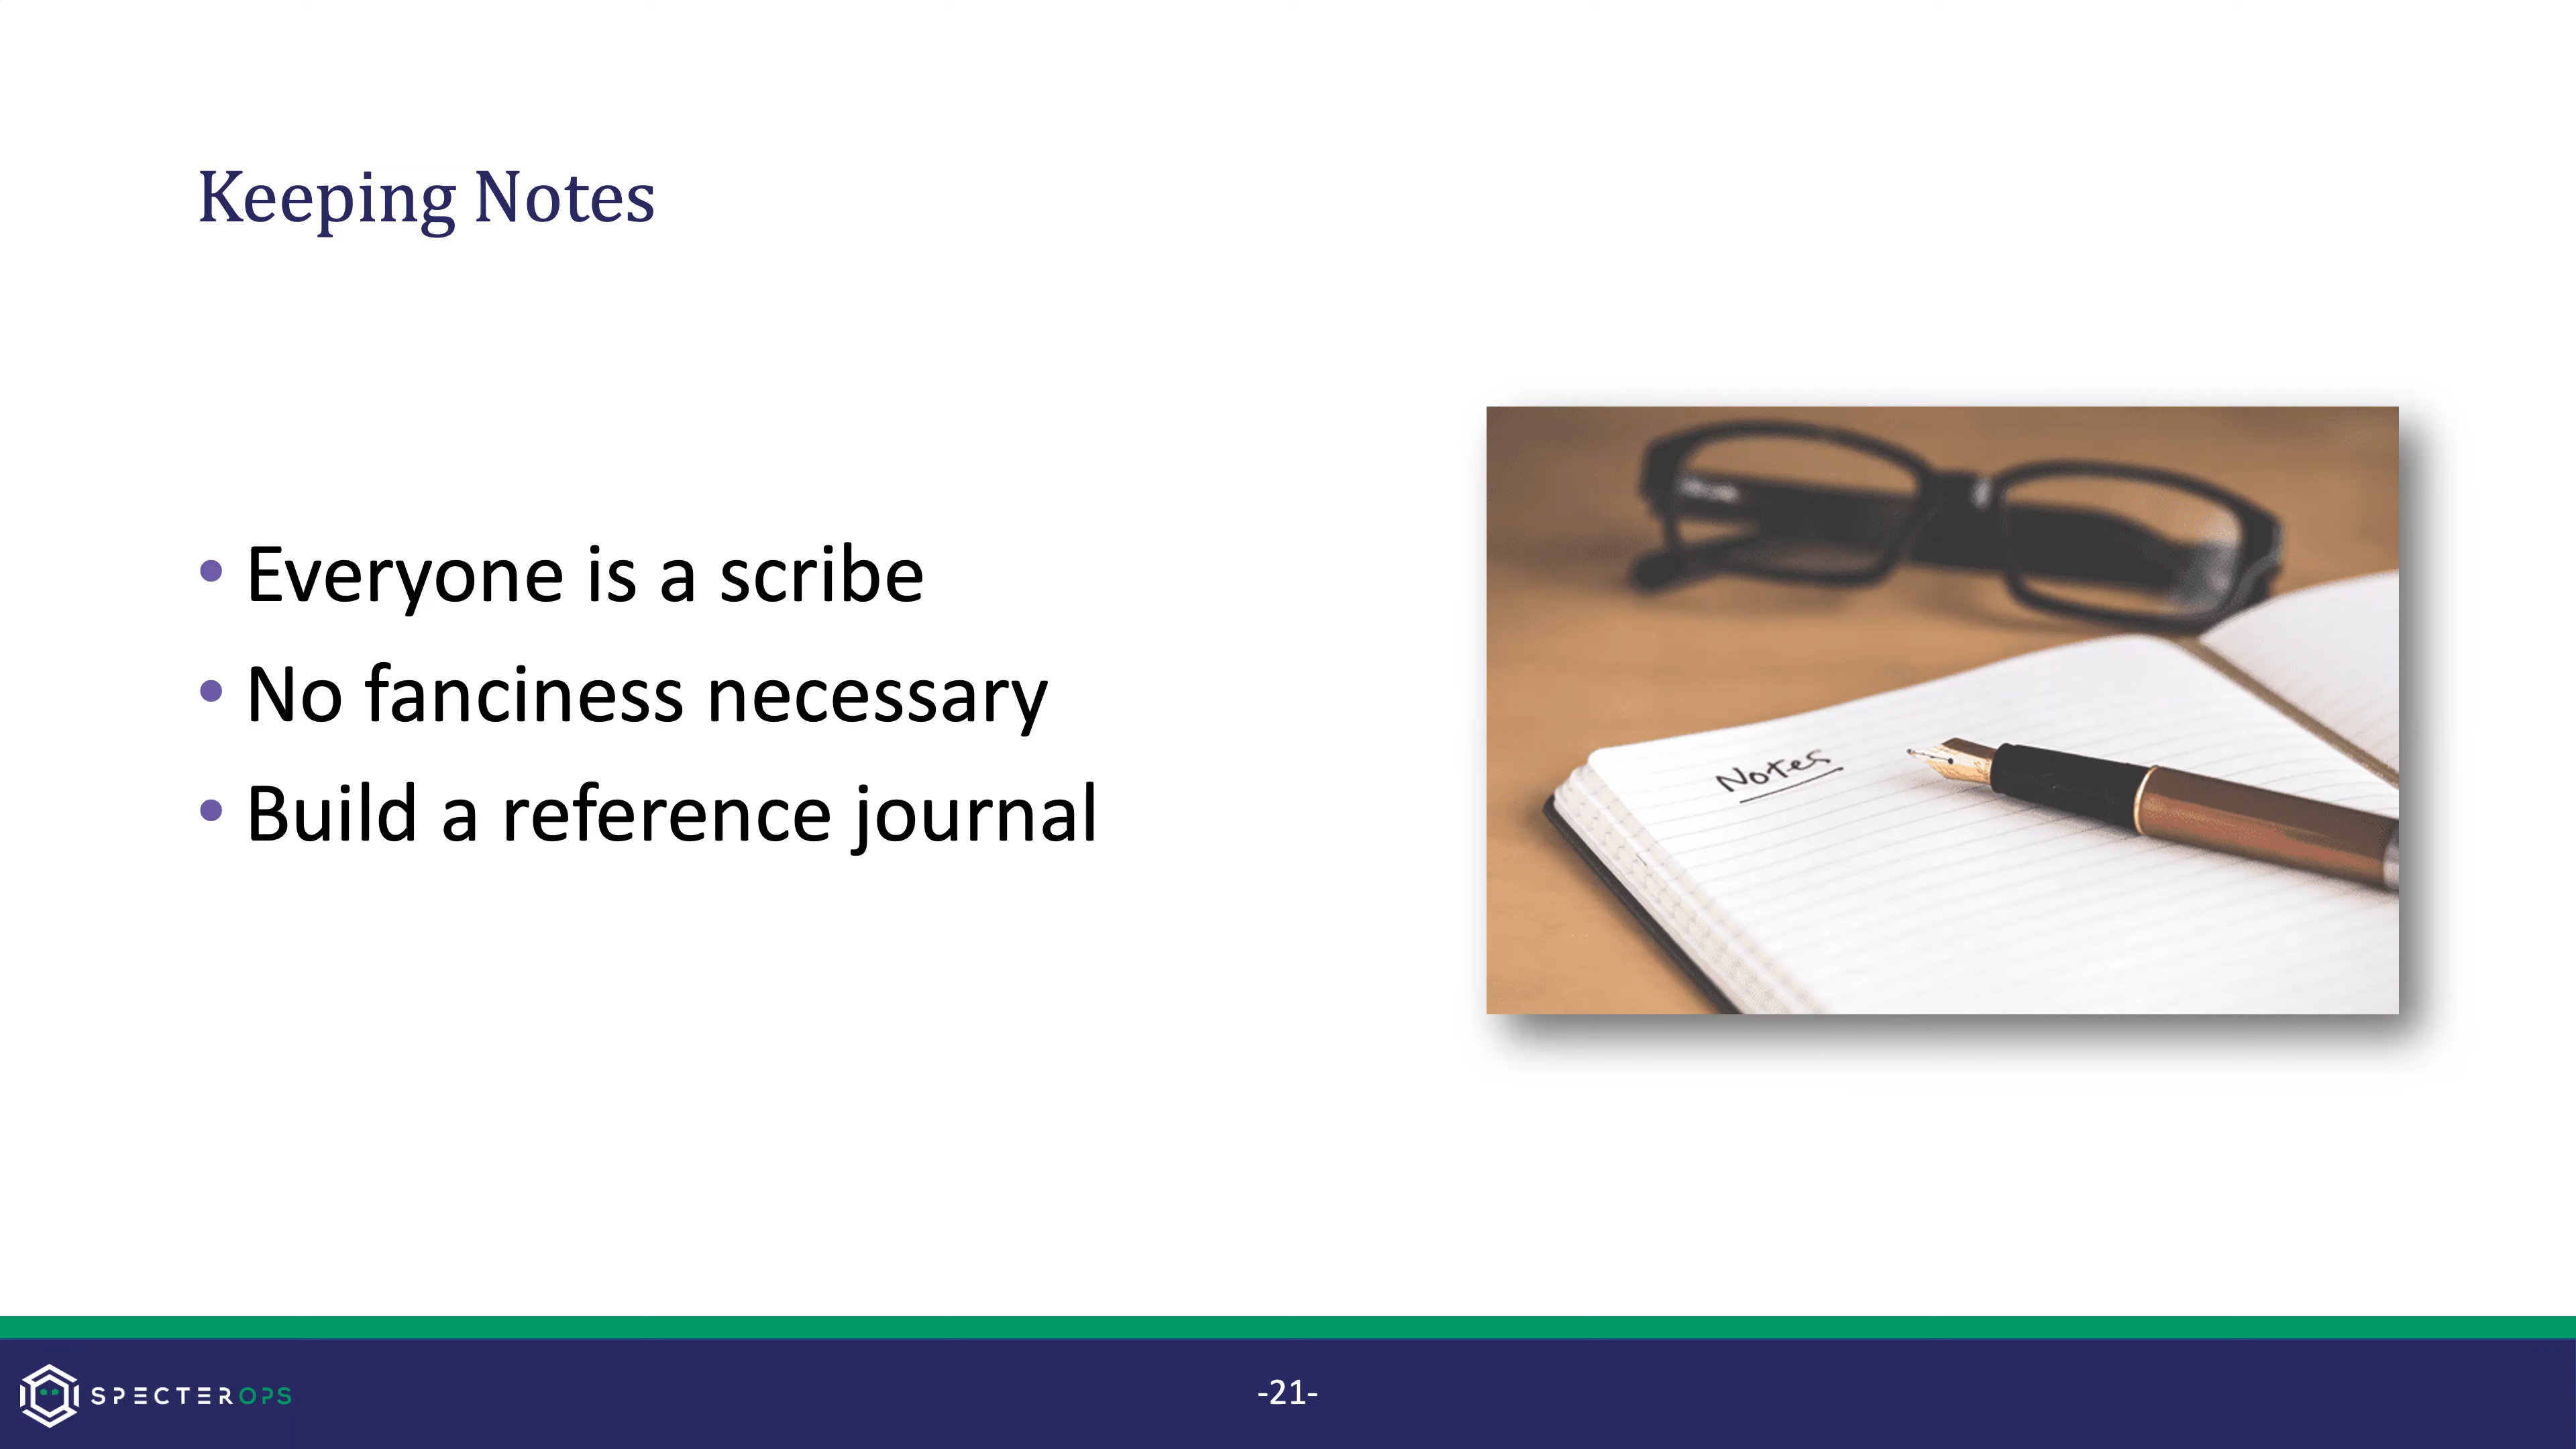 Keeping Notes
• Everyone is a scribe
• No fanciness necessary
• Build a reference journal
Notes
SPECTEROPS
-21-